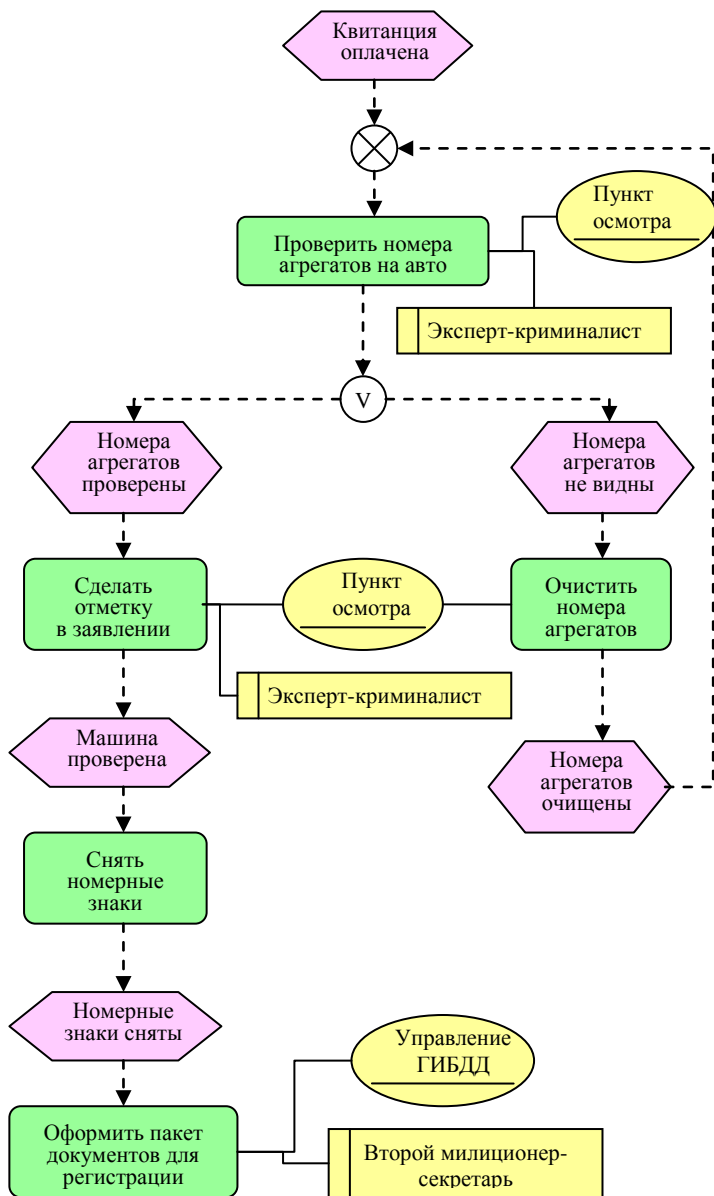 Квитанция
оплачена
Пункт
осмотра
Проверить номера
агрегатов на авто
Эксперт-криминалист
V
Номера
агрегатов
проверены
Номера
агрегатов
не видны
Сделать
отметку
в заявлении
Пункт
осмотра
Очистить
номера
агрегатов
Эксперт-криминалист
Машина
проверена
Номера
агрегатов
очищены
Снять
номерные
знаки
Номерные
знаки сняты
Управление
ГИБДД
Оформить пакет
документов для
регистрации
Второй милиционер-
секретарь